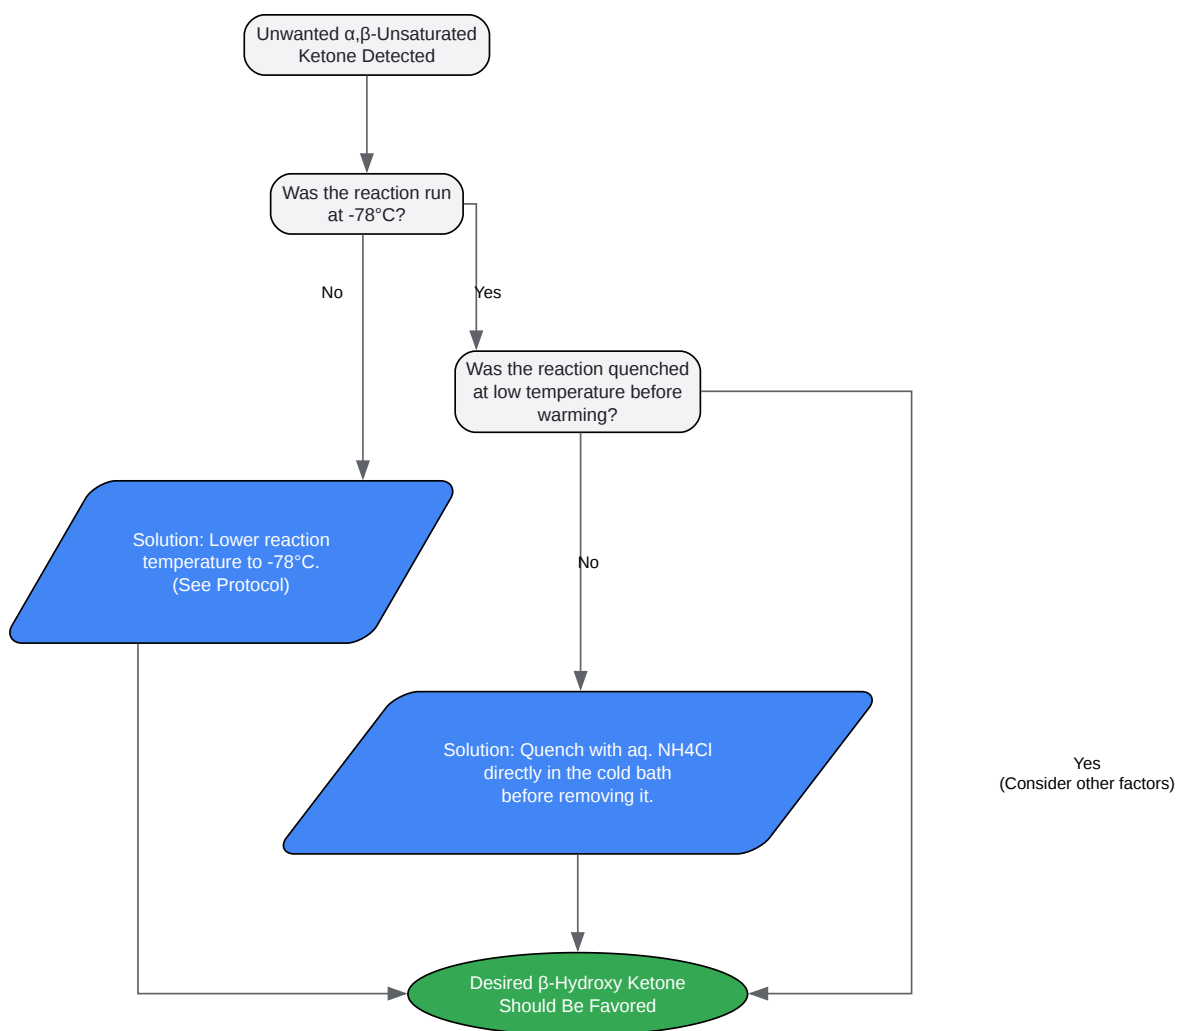 Unwanted α,β-Unsaturated
Ketone Detected
Was the reaction run
at -78°C?
No
Yes
Was the reaction quenched
at low temperature before
warming?
Solution: Lower reaction
temperature to -78°C.
(See Protocol)
No
Solution: Quench with aq. NH4Cl
directly in the cold bath
before removing it.
Yes
(Consider other factors)
Desired β-Hydroxy Ketone
Should Be Favored